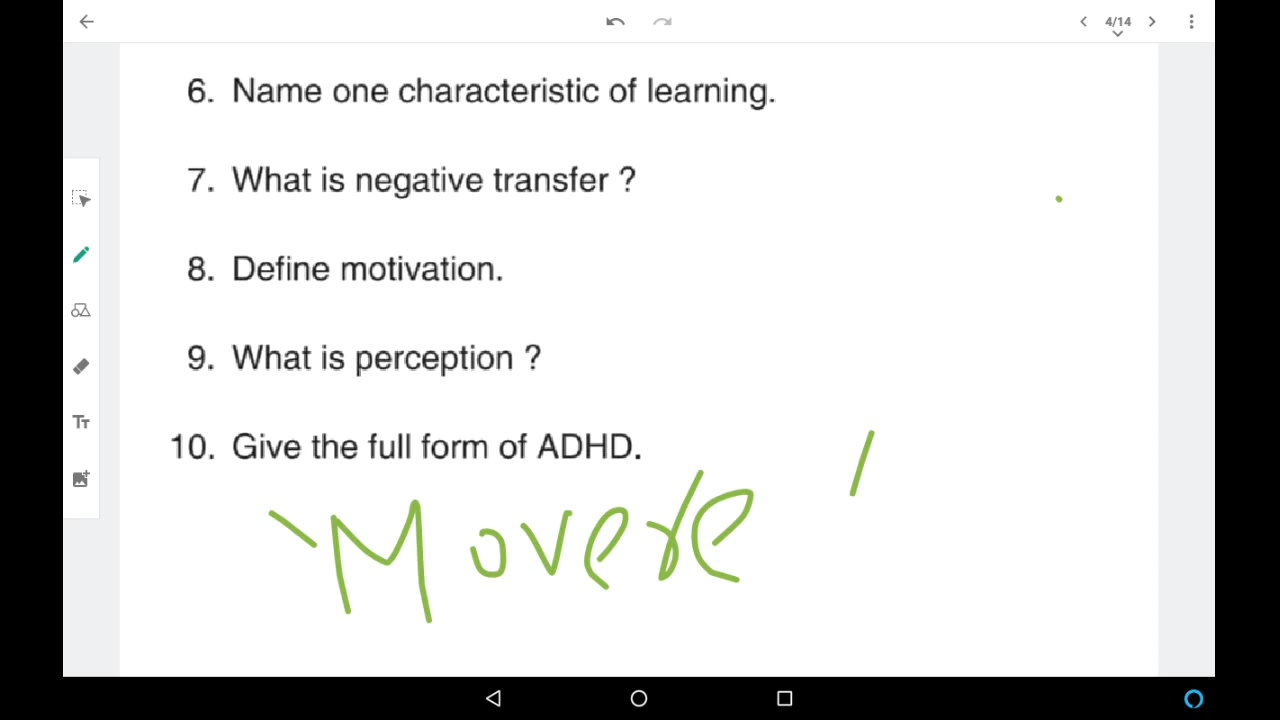 4/14
6. Name one characteristic of learning.
7. What is negative transfer ?
8. Define motivation.
9. What is perception ?
10. Give the full form of ADHD.
Movere
TT